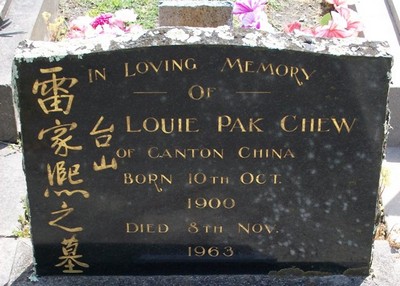 雷家熙之墓
台山
IN LOVING MEMORY
OF
LOUIE PAK CHEW
OF CANTON CHINA
BORN 10TH OCT.
1900
DIED 8TH NOV.
1963